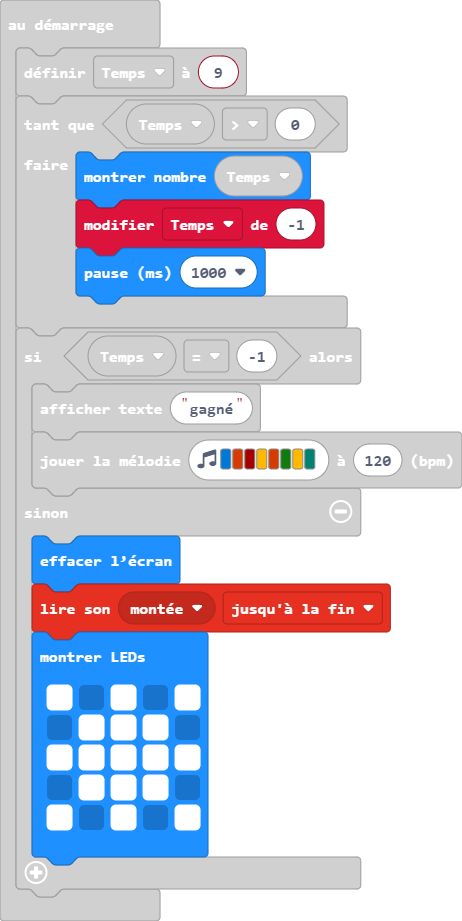 au démarrage
définir Temps à 9
tant que Temps > 0
faire
montrer nombre Temps
modifier Temps de -1
pause (ms) 1000
si Temps = -1 alors
afficher texte "gagné"
jouer la mélodie à 120 (bpm)
sinon
effacer l’écran
lire son montée jusqu'à la fin
montrer LEDs